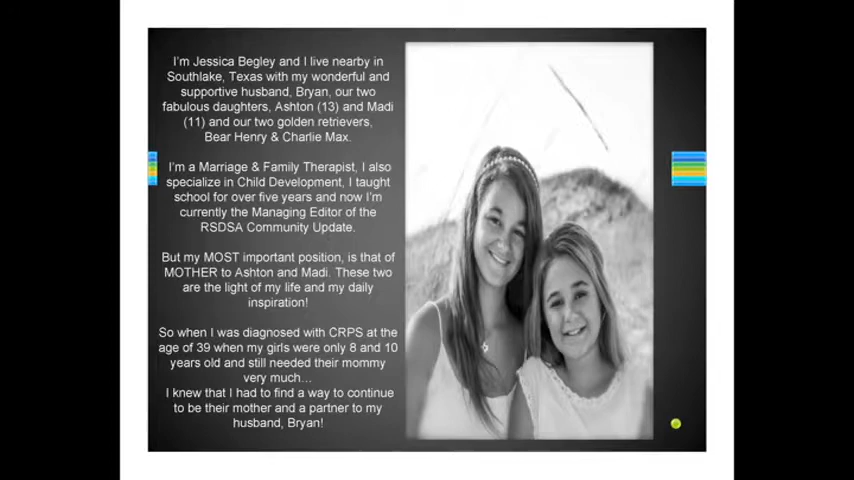 I'm Jessica Begley and I live nearby in
Southlake, Texas with my wonderful and
supportive husband, Bryan, our two
fabulous daughters, Ashton (13) and Madi
(11) and our two golden retrievers,
Bear Henry & Charlie Max.
I'm a Marriage & Family Therapist, I also
specialize in Child Development, I taught
school for over five years and now I'm
currently the Managing Editor of the
RSDSA Community Update.
But my MOST important position, is that of
MOTHER to Ashton and Madi. These two
are the light of my life and my daily
inspiration!
So when I was diagnosed with CRPS at the
age of 39 when my girls were only 8 and 10
years old and still needed their mommy
very much...
I knew that I had to find a way to continue
to be their mother and a partner to my
husband, Bryan!